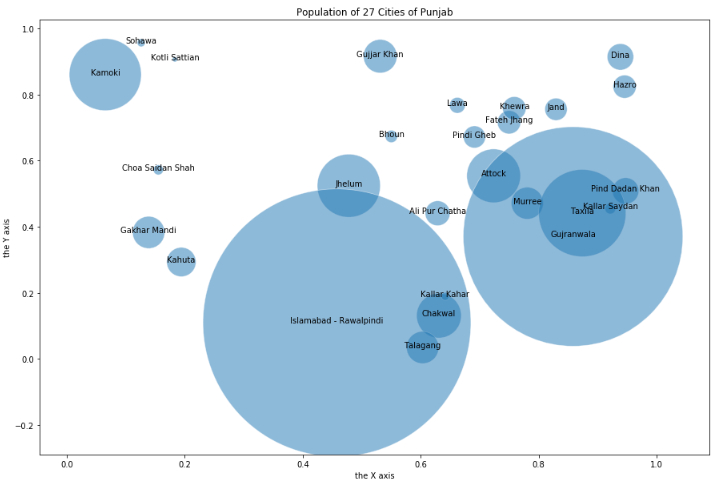 Population of 27 Cities of Punjab
1.0
Sohawa
Kotli Sattian
Gujjar Khan
Dina
Kamoki
Hazro
0.8
Lawa
Khewra
Jand
Fateh Jhang
Bhoun
Pindi Gheb
0.6
Choa Saidan Shah
Attock
Jhelum
Pind Dadan Khan
Murree
Kallar Saydan
Ali Pur Chatha
Taxila
0.4
Gakhar Mandi
Gujranwala
the Y axis
Kahuta
0.2
Kallar Kahar
Chakwal
Islamabad - Rawalpindi
Talagang
0.0
−0.2
0.0 0.2 0.4 0.6 0.8 1.0
the X axis